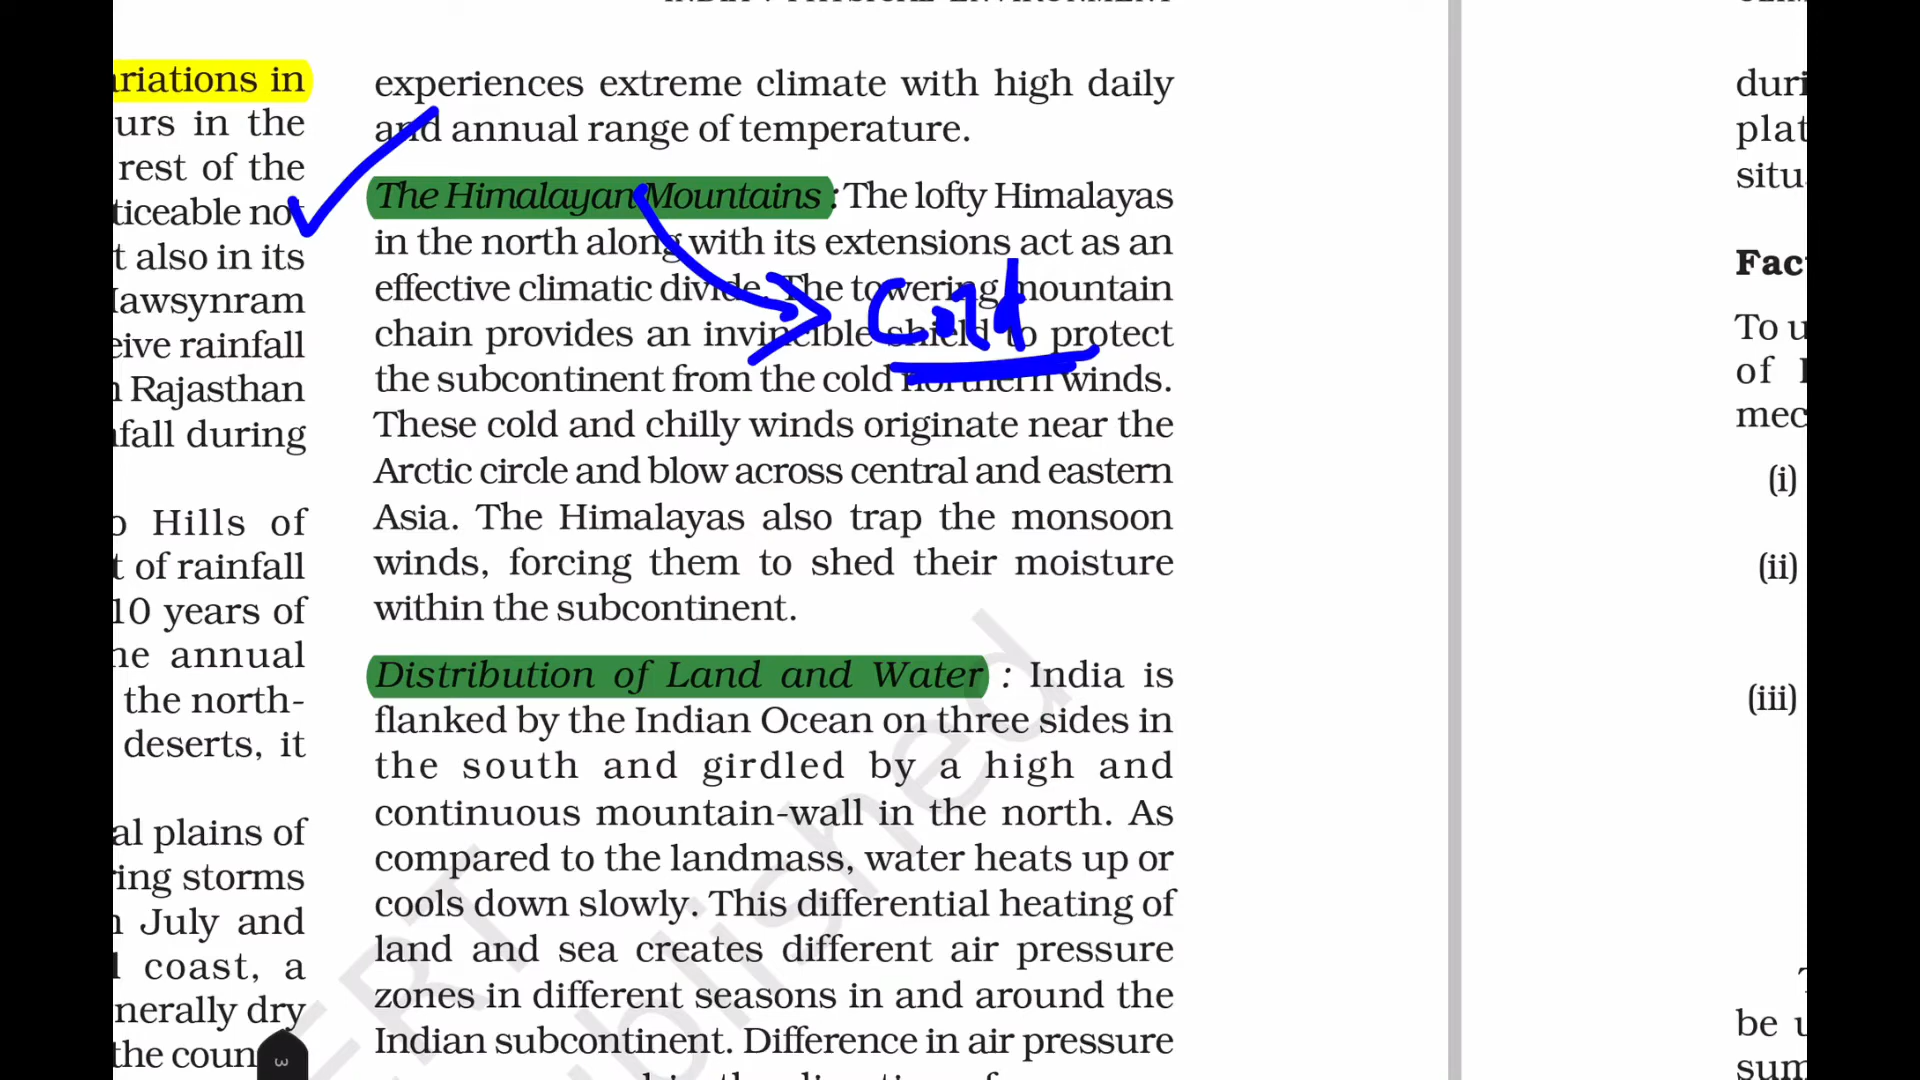 ariations in
urs in the
rest of the
ticeable not
t also in its
awsynram
eive rainfall
Rajasthan
fall during
Hills of
t of rainfall
10 years of
he annual
the north-
deserts, it
al plains of
ring storms
July and
coast, a
nerally dry
the coun
3
experiences extreme climate with high daily
and annual range of temperature.
The Himalayan Mountains : The lofty Himalayas
in the north along with its extensions act as an
effective climatic divide. The towering mountain
chain provides an invincible shield to protect
Cold
the subcontinent from the cold northern winds.
These cold and chilly winds originate near the
Arctic circle and blow across central and eastern
Asia. The Himalayas also trap the monsoon
winds, forcing them to shed their moisture
within the subcontinent.
Distribution of Land and Water : India is
flanked by the Indian Ocean on three sides in
the south and girdled by a high and
continuous mountain-wall in the north. As
compared to the landmass, water heats up or
cools down slowly. This differential heating of
land and sea creates different air pressure
zones in different seasons in and around the
Indian subcontinent. Difference in air pressure
duri
plat
situ
Fac
To u
of
mec
(i)
(ii)
(iii)
be
sum